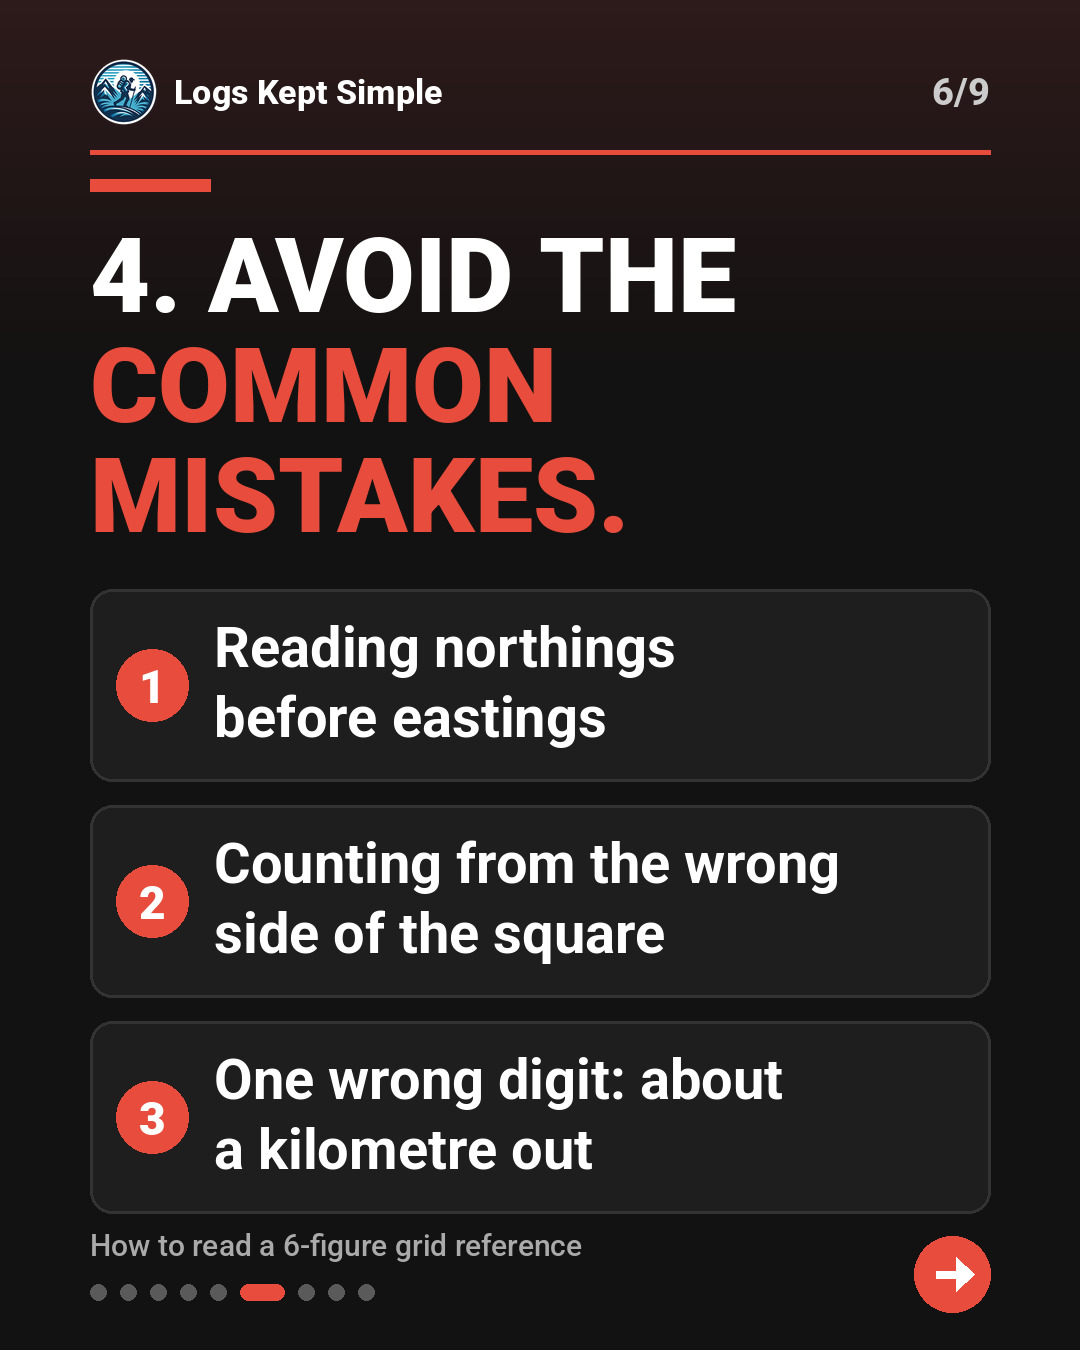 Logs Kept Simple
6/9
4. AVOID THE
COMMON
MISTAKES.
1
Reading northings
before eastings
2
Counting from the wrong
side of the square
3
One wrong digit: about
a kilometre out
How to read a 6-figure grid reference